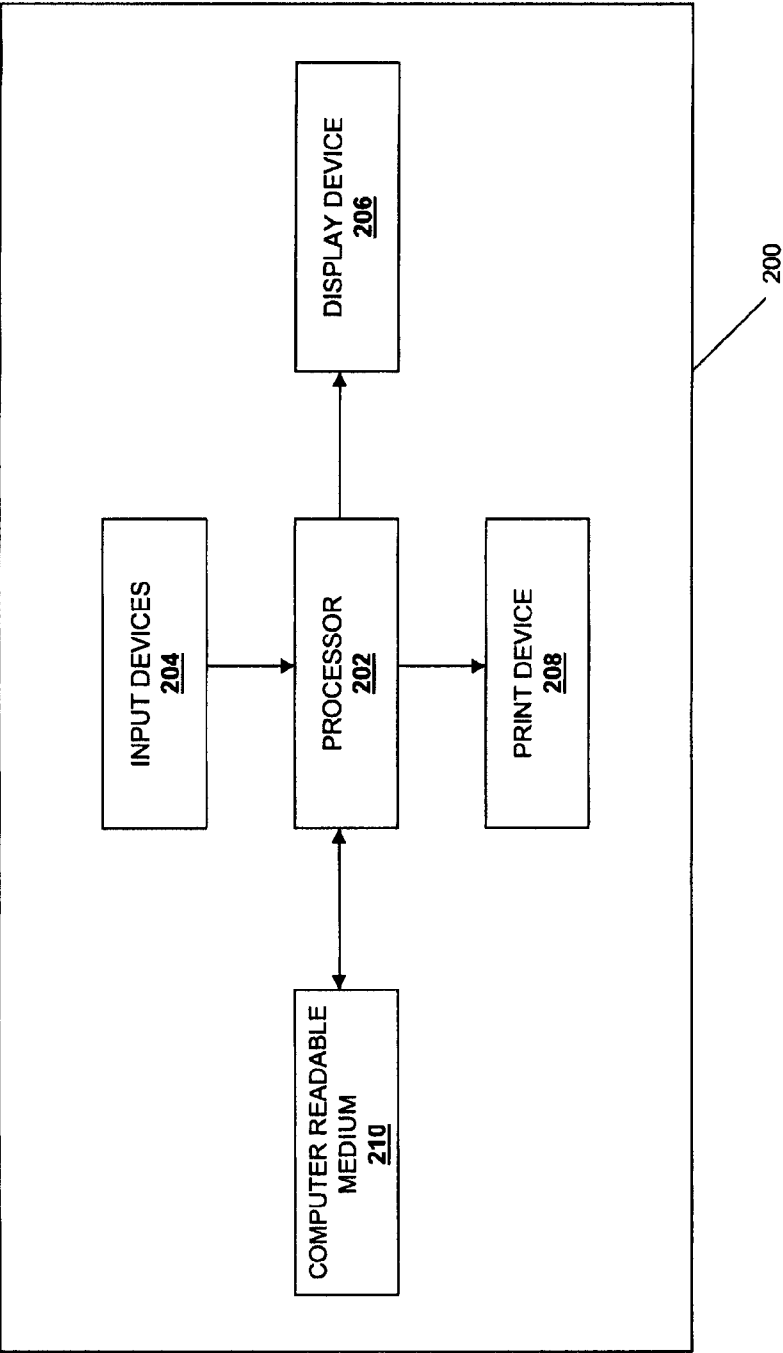 INPUT DEVICES
204
COMPUTER READABLE
MEDIUM
210
PROCESSOR
202
DISPLAY DEVICE
206
PRINT DEVICE
208
200